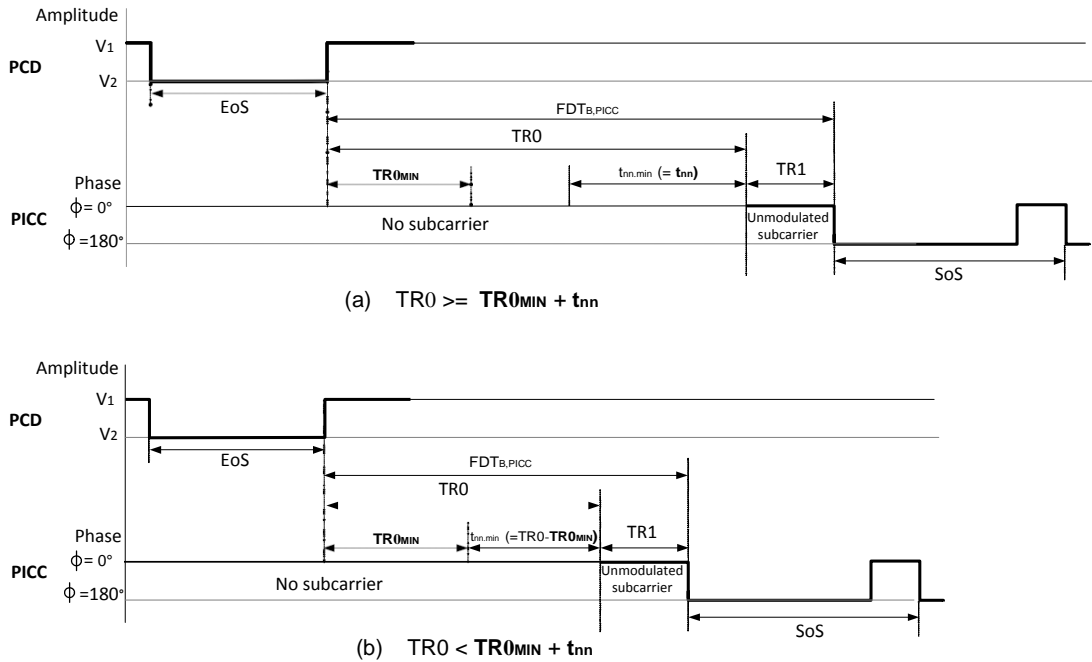 Amplitude
V1
PCD
V2
EoS
FDTB,PICC
TR0
TR0MIN
tnn.min (= tnn)
TR1
Phase
ϕ= 0°
PICC
No subcarrier
Unmodulated
subcarrier
ϕ =180°
SoS
(a) TR0 >= TR0MIN + tnn
Amplitude
V1
PCD
V2
EoS
FDTB,PICC
TR0
TR0MIN
tnn.min (=TR0-TR0MIN)
TR1
Phase
ϕ= 0°
PICC
No subcarrier
Unmodulated
subcarrier
ϕ =180°
SoS
(b) TR0 < TR0MIN + tnn